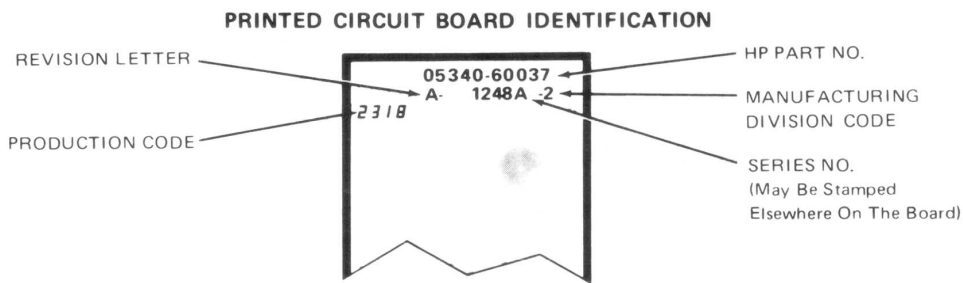 PRINTED CIRCUIT BOARD IDENTIFICATION
REVISION LETTER
HP PART NO.
05340-60037
A- 1248A -2
MANUFACTURING
DIVISION CODE
2318
PRODUCTION CODE
SERIES NO.
(May Be Stamped
Elsewhere On The Board)